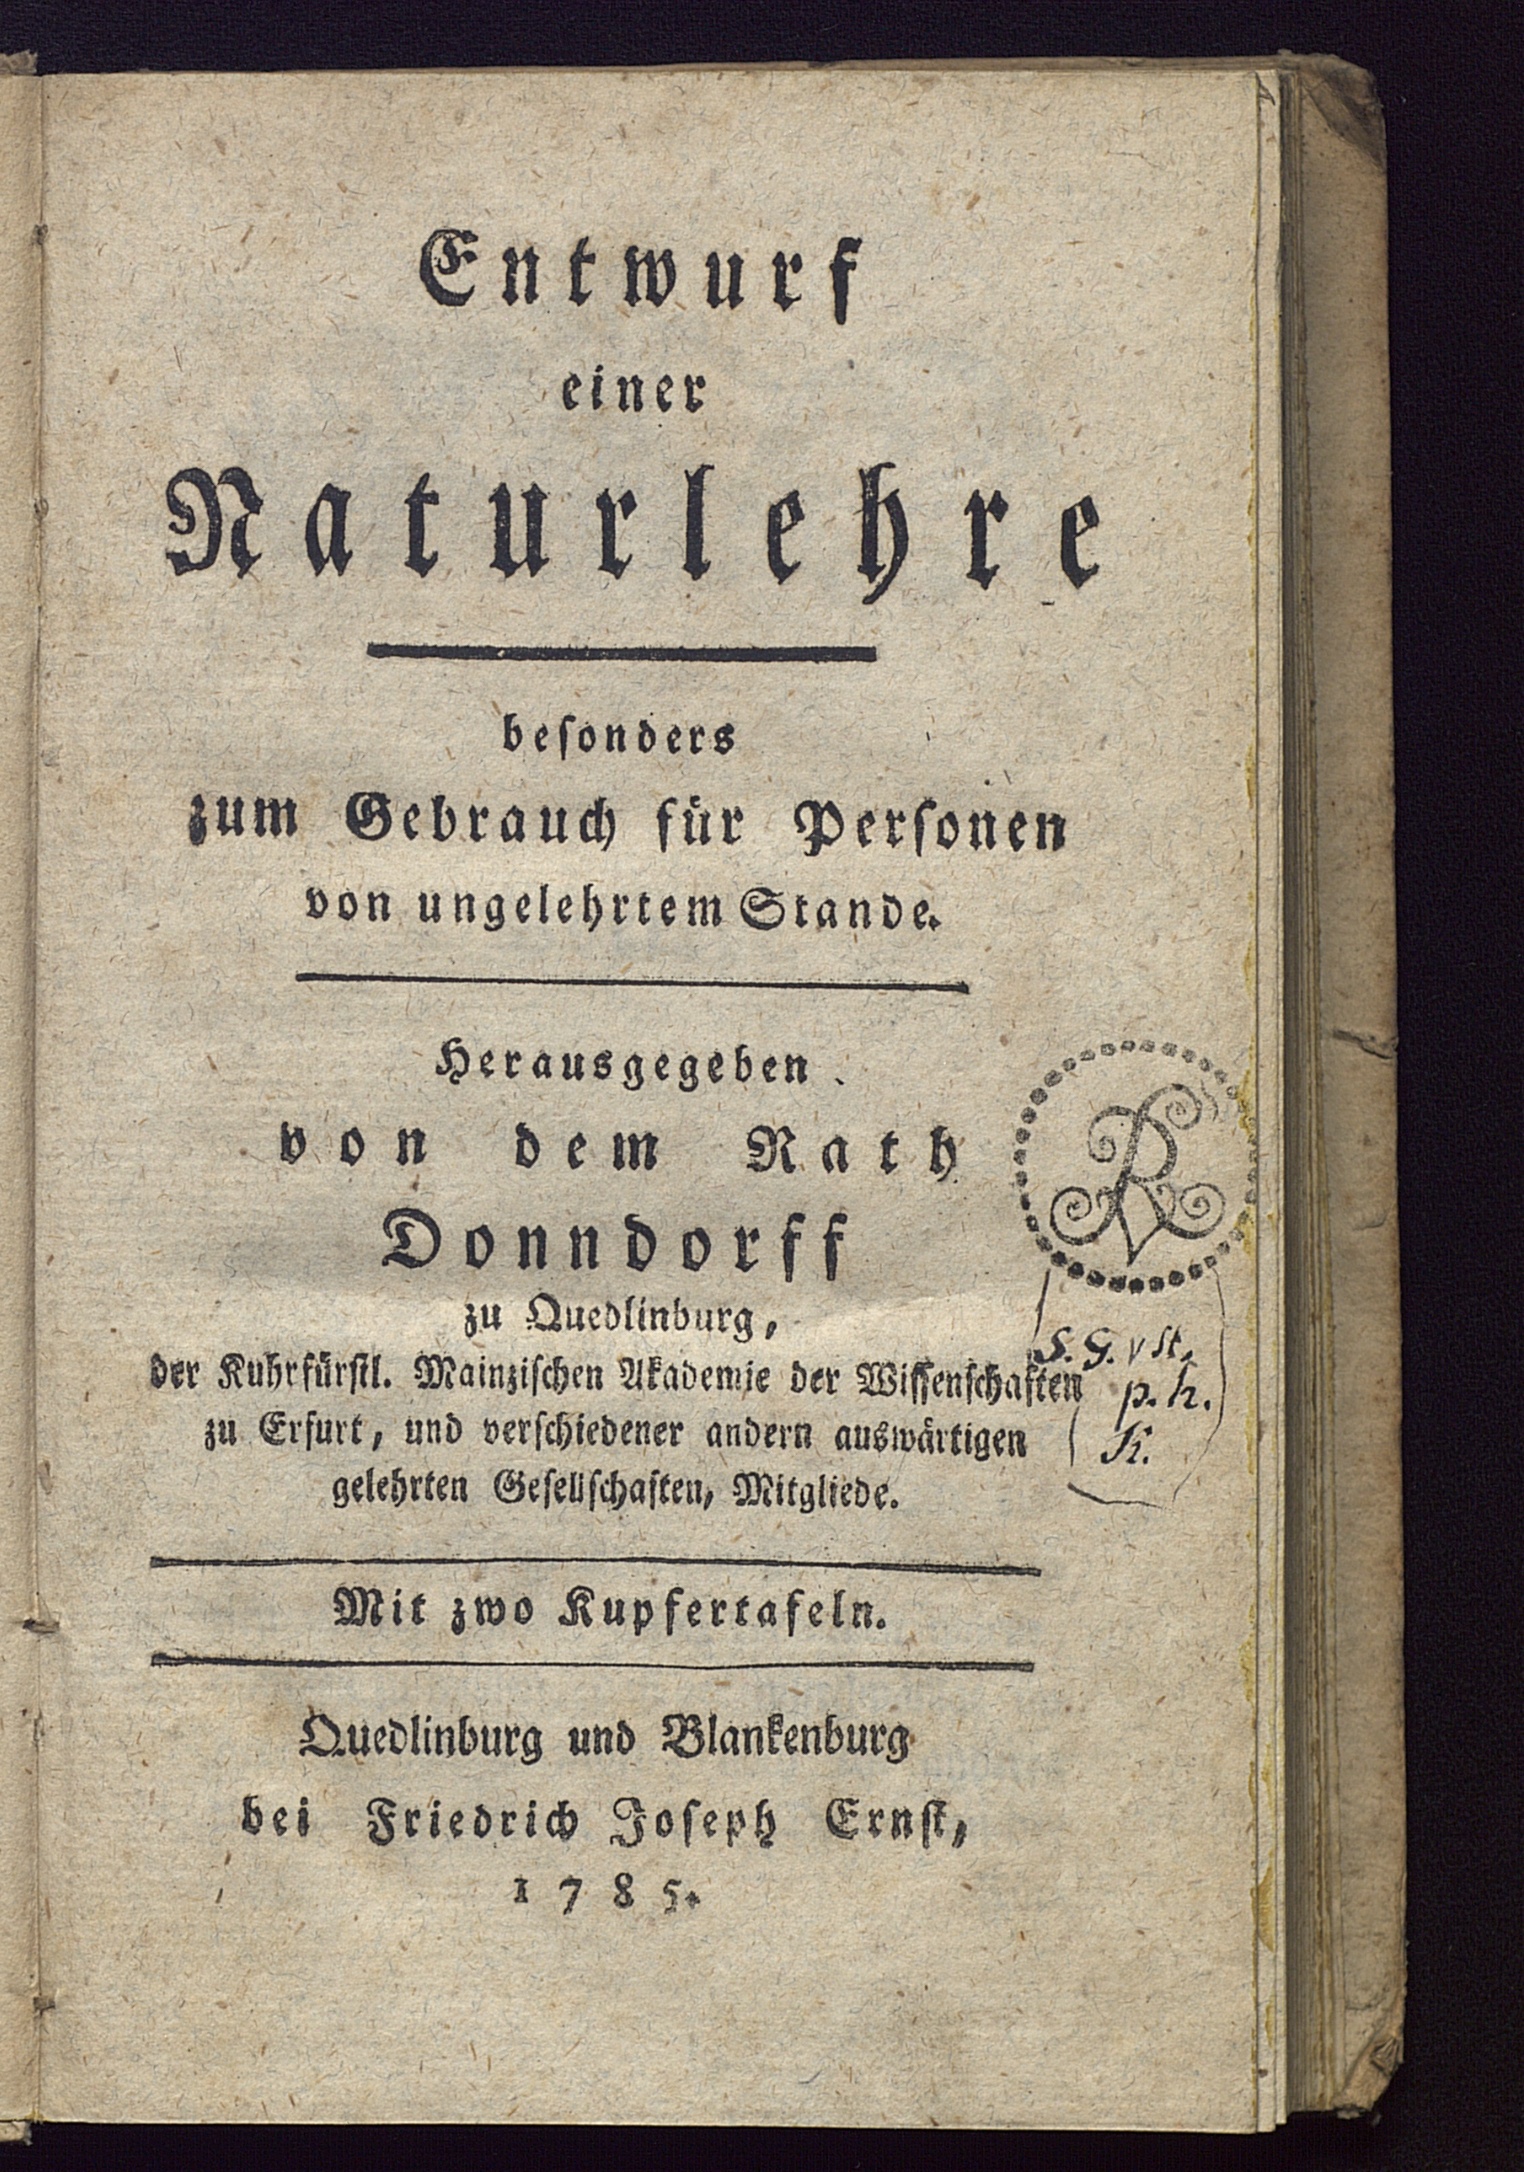 Entwurf
einer
Naturlehre
besonders
zum Gebrauch für Personen
von ungelehrtem Stande.
Herausgegeben
von dem Rath
Donndorff
zu Quedlinburg,
der Kuhrfürstl. Mainzischen Akademie der Wissenschaften
zu Erfurt, und verschiedener andern auswärtigen
gelehrten Gesellschaften, Mitgliede.
p. h.
K.
Mit zwo Kupfertafeln.
Quedlinburg und Blankenburg
bei Friedrich Joseph Ernst,
1785.